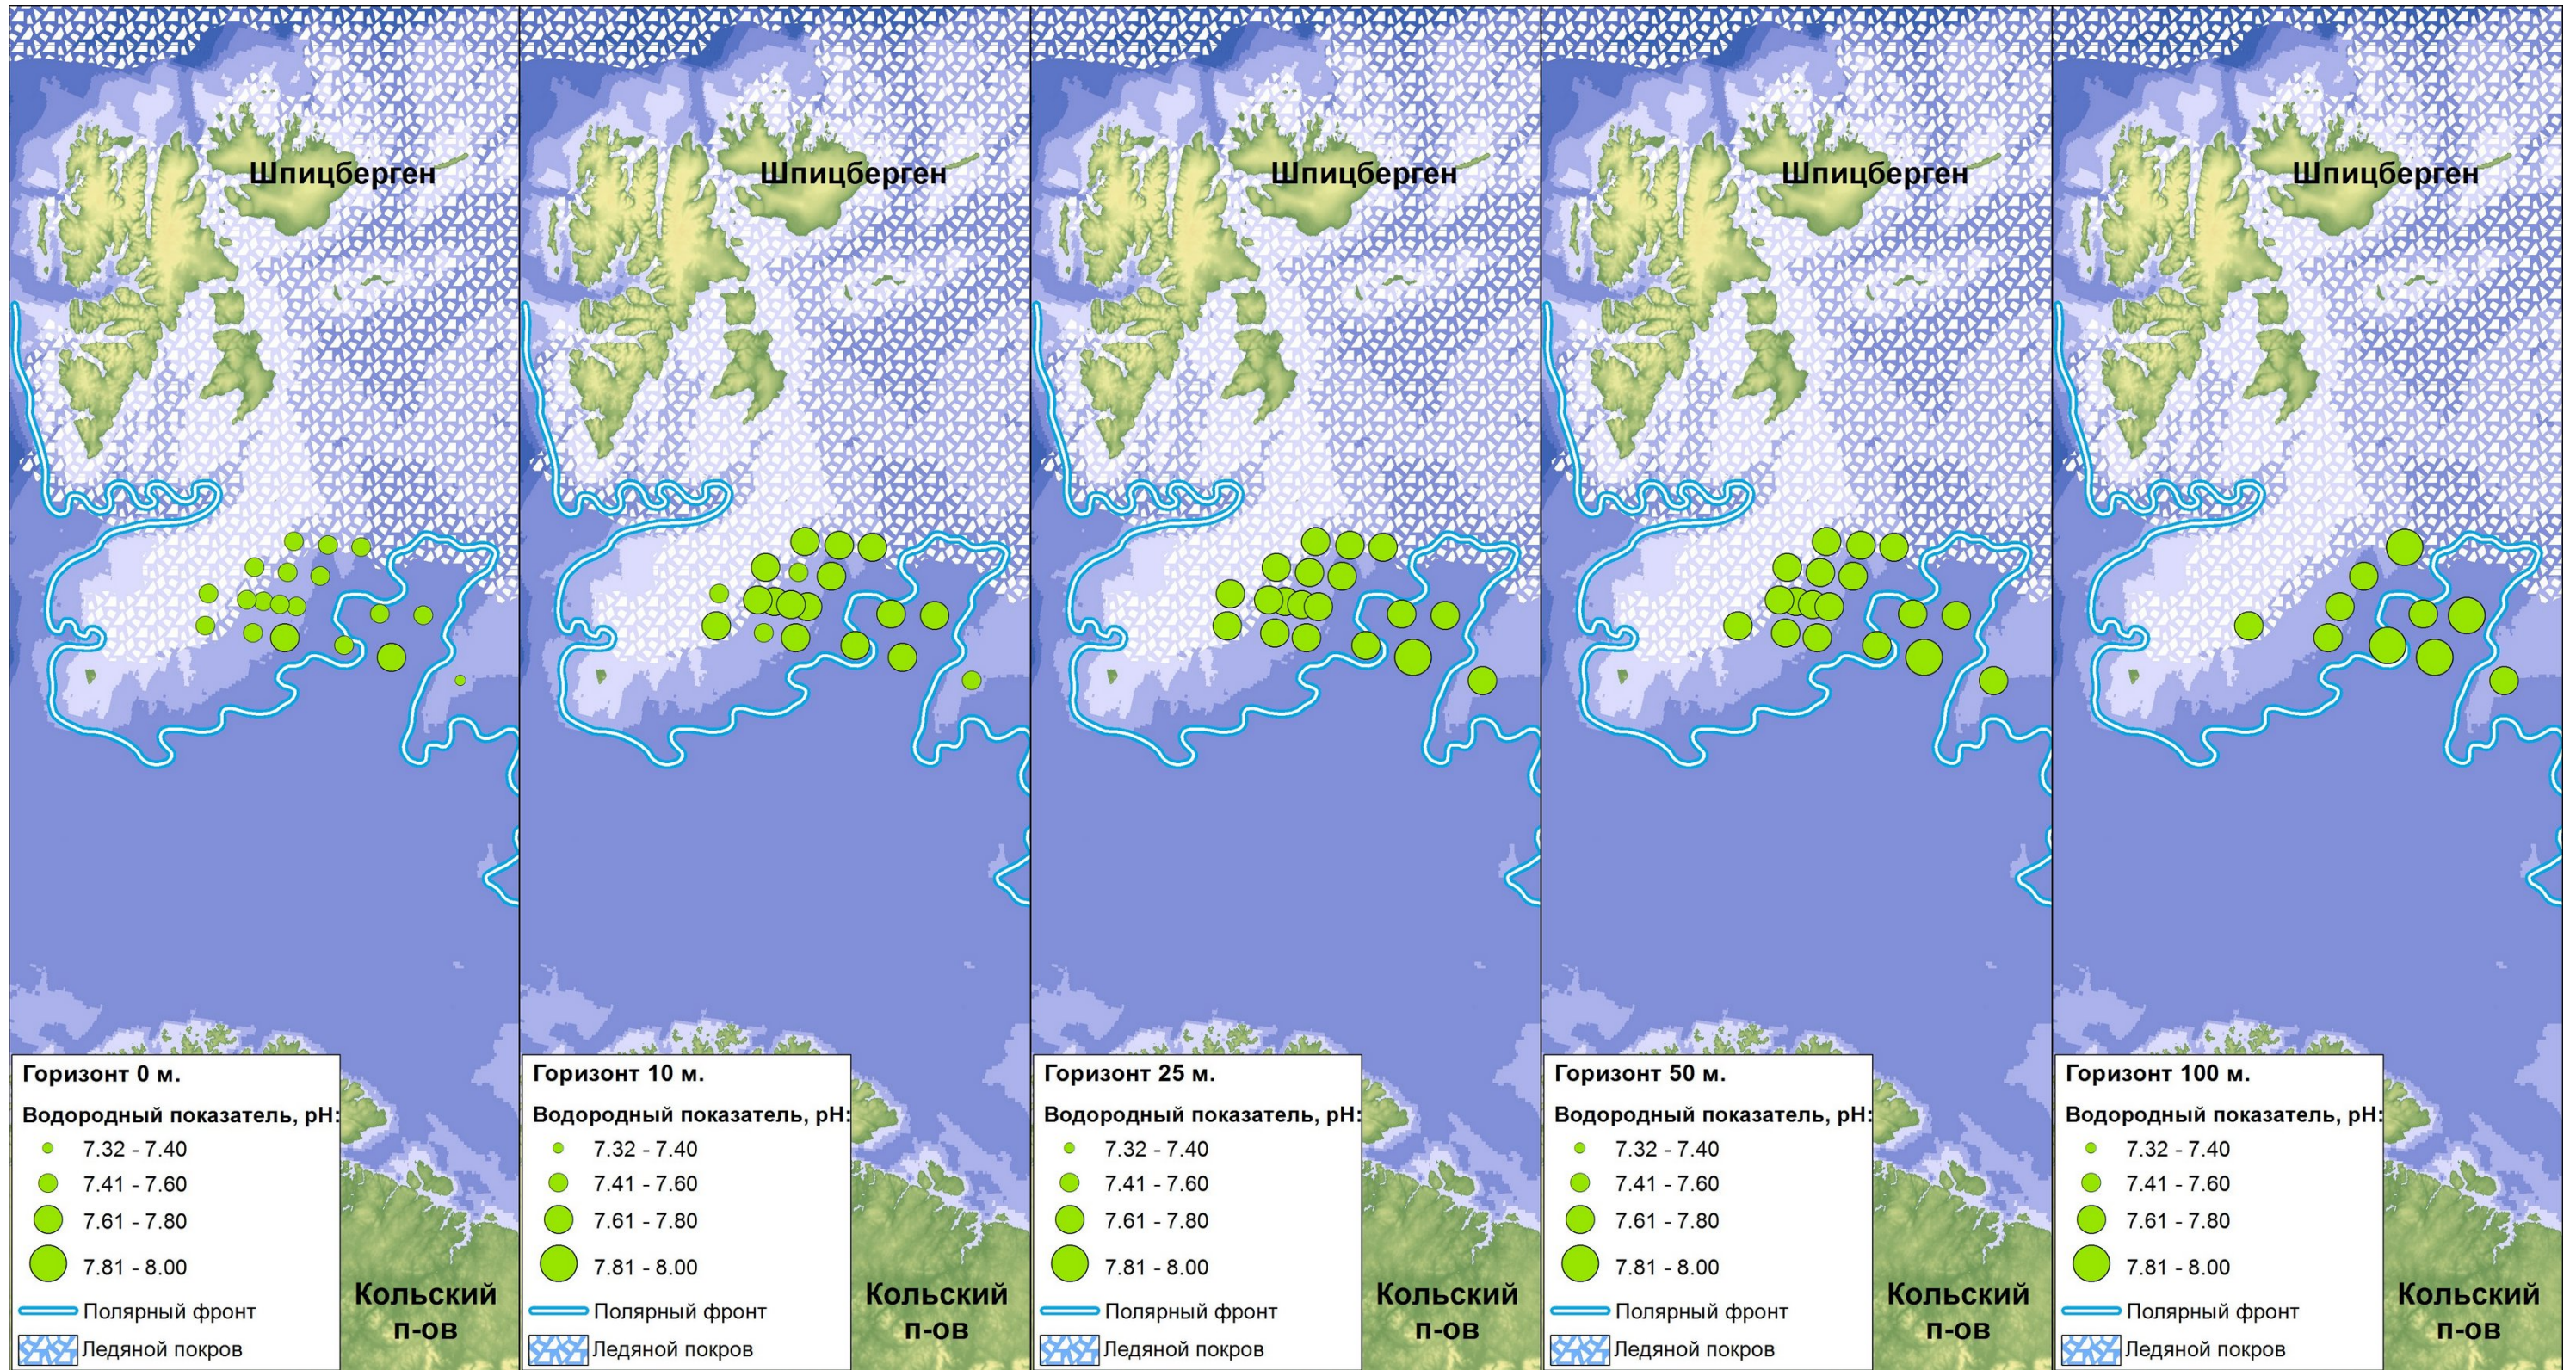 Шпицберген
Горизонт 0 м.
Водородный показатель, pH:
7.32 - 7.40
7.41 - 7.60
7.61 - 7.80
7.81 - 8.00
Полярный фронт
Ледяной покров
Кольский
п-ов
Шпицберген
Горизонт 10 м.
Водородный показатель, pH:
7.32 - 7.40
7.41 - 7.60
7.61 - 7.80
7.81 - 8.00
Полярный фронт
Ледяной покров
Кольский
п-ов
Шпицберген
Горизонт 25 м.
Водородный показатель, pH:
7.32 - 7.40
7.41 - 7.60
7.61 - 7.80
7.81 - 8.00
Полярный фронт
Ледяной покров
Кольский
п-ов
Шпицберген
Горизонт 50 м.
Водородный показатель, pH:
7.32 - 7.40
7.41 - 7.60
7.61 - 7.80
7.81 - 8.00
Полярный фронт
Ледяной покров
Кольский
п-ов
Шпицберген
Горизонт 100 м.
Водородный показатель, pH:
7.32 - 7.40
7.41 - 7.60
7.61 - 7.80
7.81 - 8.00
Полярный фронт
Ледяной покров
Кольский
п-ов